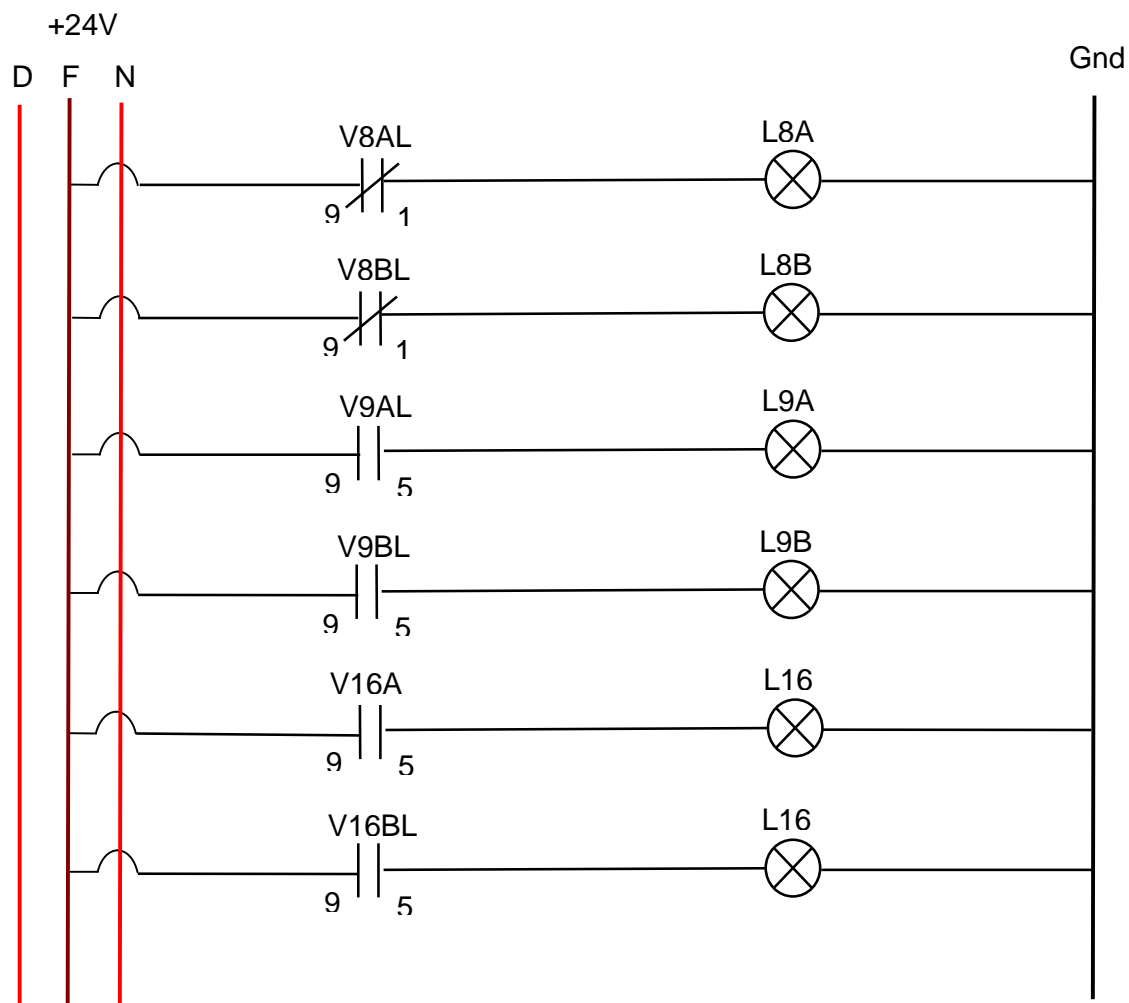 +24V
D F N Gnd
V8AL L8A
9 1
V8BL L8B
9 1
V9AL L9A
9 5
V9BL L9B
9 5
V16A L16
9 5
V16BL L16
9 5